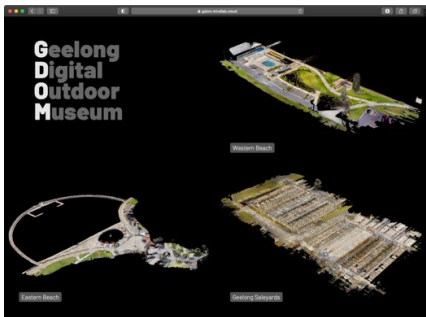 Geelong
Digital
Outdoor
Museum
Western Beach
Eastern Beach
Geelong Saleyards